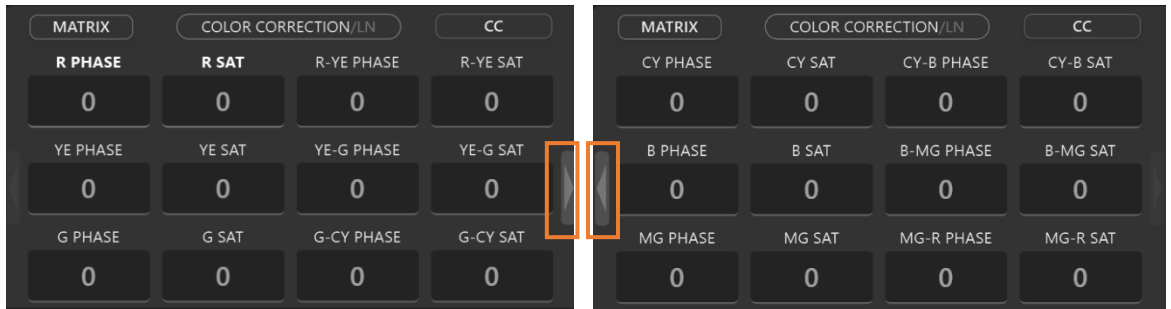 MATRIX COLOR CORRECTION/LN CC
R PHASE R SAT R-YE PHASE R-YE SAT
0 0 0 0
YE PHASE YE SAT YE-G PHASE YE-G SAT
0 0 0 0
G PHASE G SAT G-CY PHASE G-CY SAT
0 0 0 0
MATRIX COLOR CORRECTION/LN CC
CY PHASE CY SAT CY-B PHASE CY-B SAT
0 0 0 0
B PHASE B SAT B-MG PHASE B-MG SAT
0 0 0 0
MG PHASE MG SAT MG-R PHASE MG-R SAT
0 0 0 0